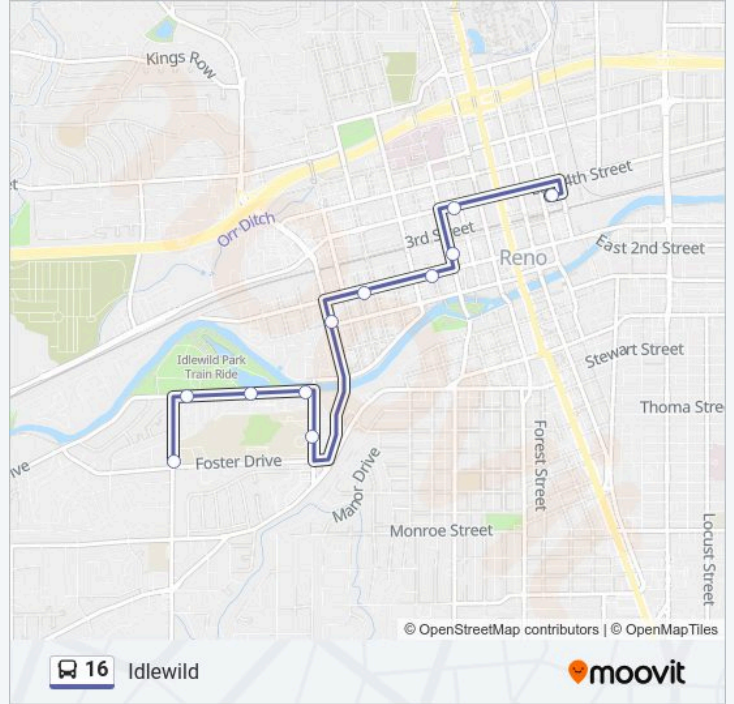 Kings Row
t
4th Street
Orr Ditch
3rd Street
East 2nd Street
Reno
Idlewild Park
Train Ride
Stewart Street
Thoma Stre
ive
Foster Drive
Manor Drive
Forest Street
Monroe Street
Locust Street
© OpenStreetMap contributors | © OpenMapTiles
16 Idlewild
moovit